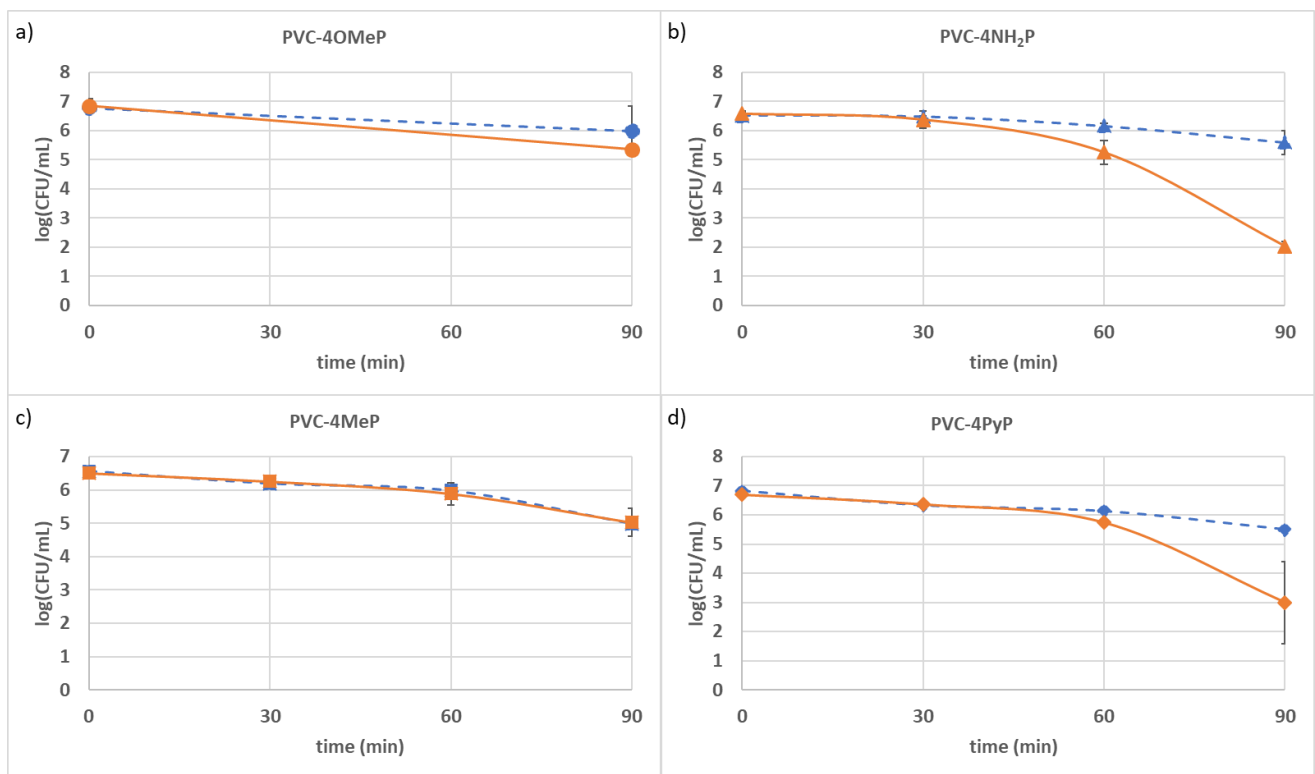 a)
PVC-4OMeP
log(CFU/mL)
8
7
6
5
4
3
2
1
0
0 30 60 90
time (min)
b)
PVC-4NH₂P
log(CFU/mL)
8
7
6
5
4
3
2
1
0
0 30 60 90
time (min)
c)
PVC-4MeP
log(CFU/mL)
7
6
5
4
3
2
1
0
0 30 60 90
time (min)
d)
PVC-4PyP
log(CFU/mL)
8
7
6
5
4
3
2
1
0
0 30 60 90
time (min)